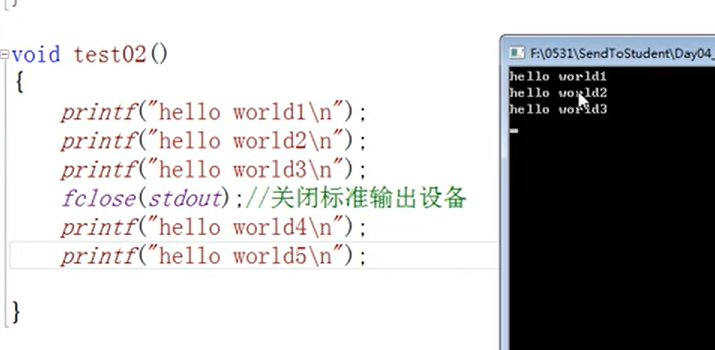 void test02()
{
printf("hello world1\n");
printf("hello world2\n");
printf("hello world3\n");
fclose(stdout);//关闭标准输出设备
printf("hello world4\n");
printf("hello world5\n");
}
F:\0531\SendToStudent\Day04_
hello world1
hello world2
hello world3